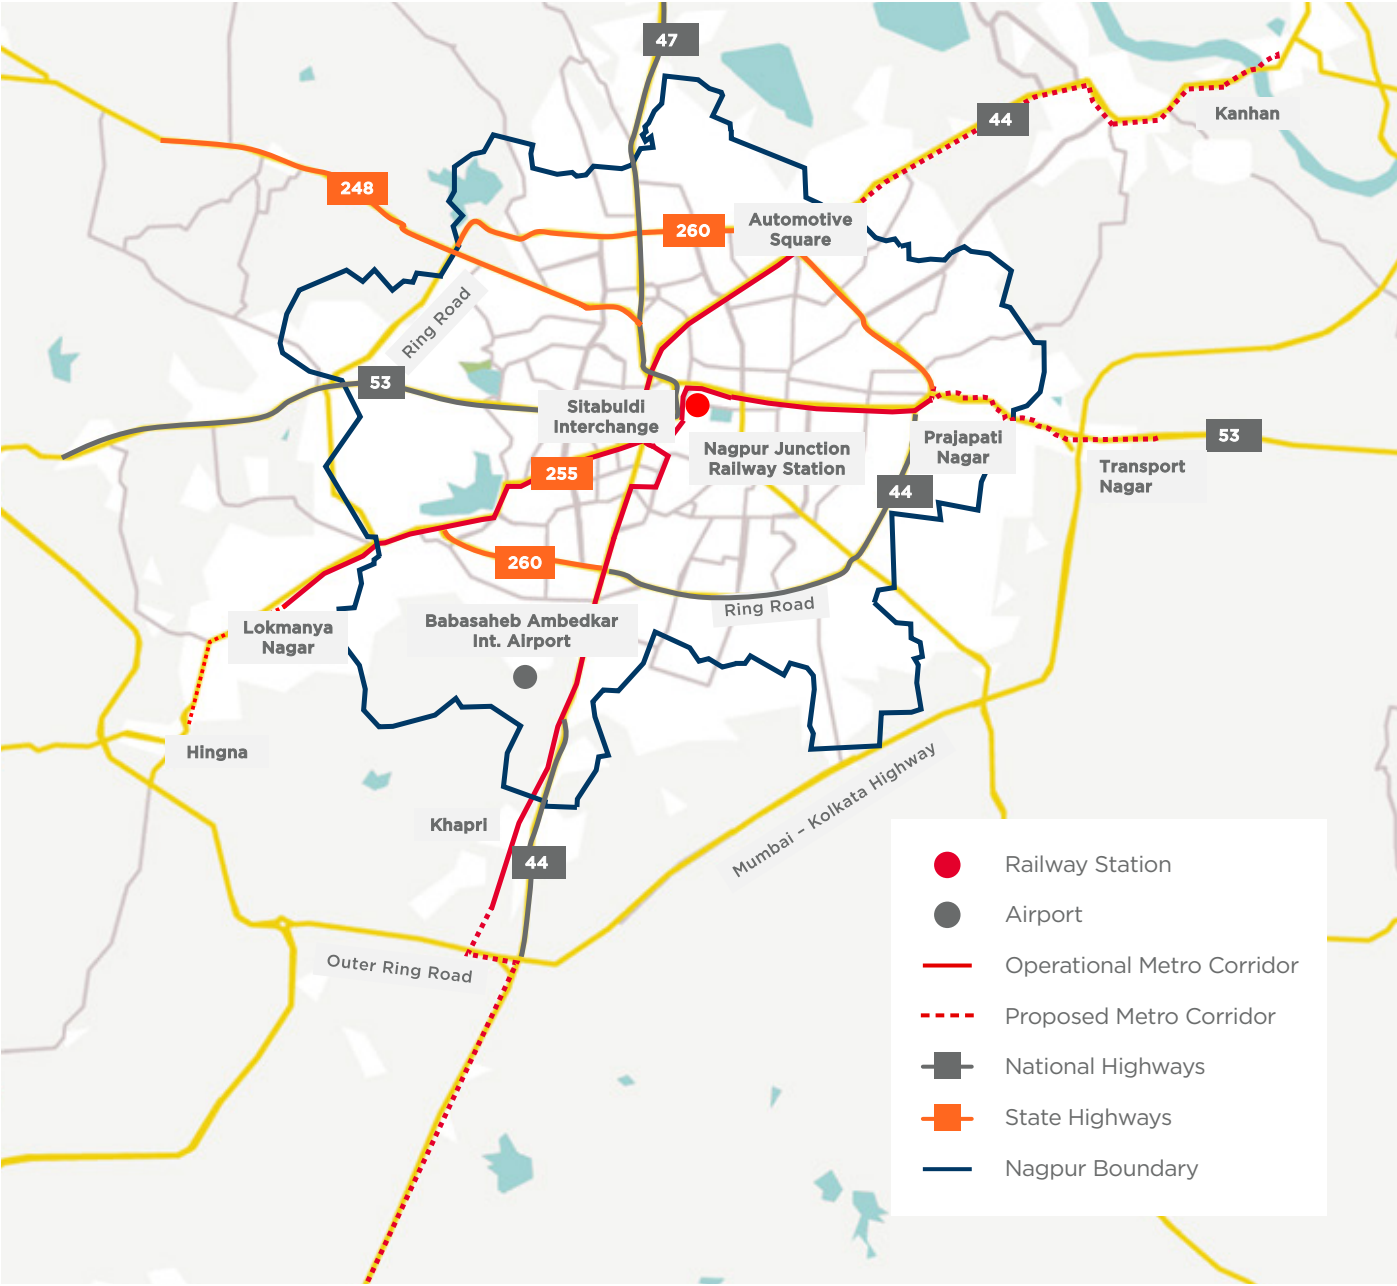 47
44
Kanhan
248
260
Automotive
Square
Ring Road
53
Sitabuldi
Interchange
Nagpur Junction
Railway Station
Prajapati
Nagar
53
Transport
Nagar
255
44
260
Ring Road
Babasaheb Ambedkar
Int. Airport
Lokmanya
Nagar
Hingna
Khapri
44
Mumbai – Kolkata Highway
Outer Ring Road
Railway Station
Airport
Operational Metro Corridor
Proposed Metro Corridor
National Highways
State Highways
Nagpur Boundary